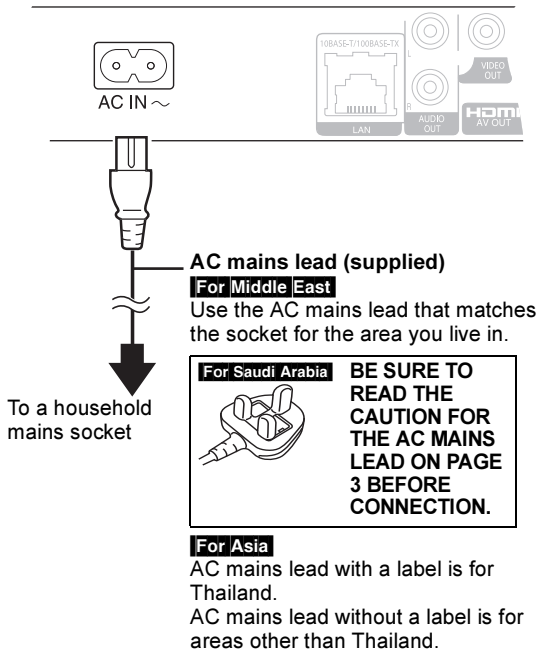 10BASE-T/100BASE-TX
L
VIDEO
OUT
AC IN ~
R
LAN
AUDIO
OUT
HDMI
AV OUT
AC mains lead (supplied)
For Middle East
Use the AC mains lead that matches
the socket for the area you live in.
To a household
mains socket
For Saudi Arabia
BE SURE TO
READ THE
CAUTION FOR
THE AC MAINS
LEAD ON PAGE
3 BEFORE
CONNECTION.
For Asia
AC mains lead with a label is for
Thailand.
AC mains lead without a label is for
areas other than Thailand.